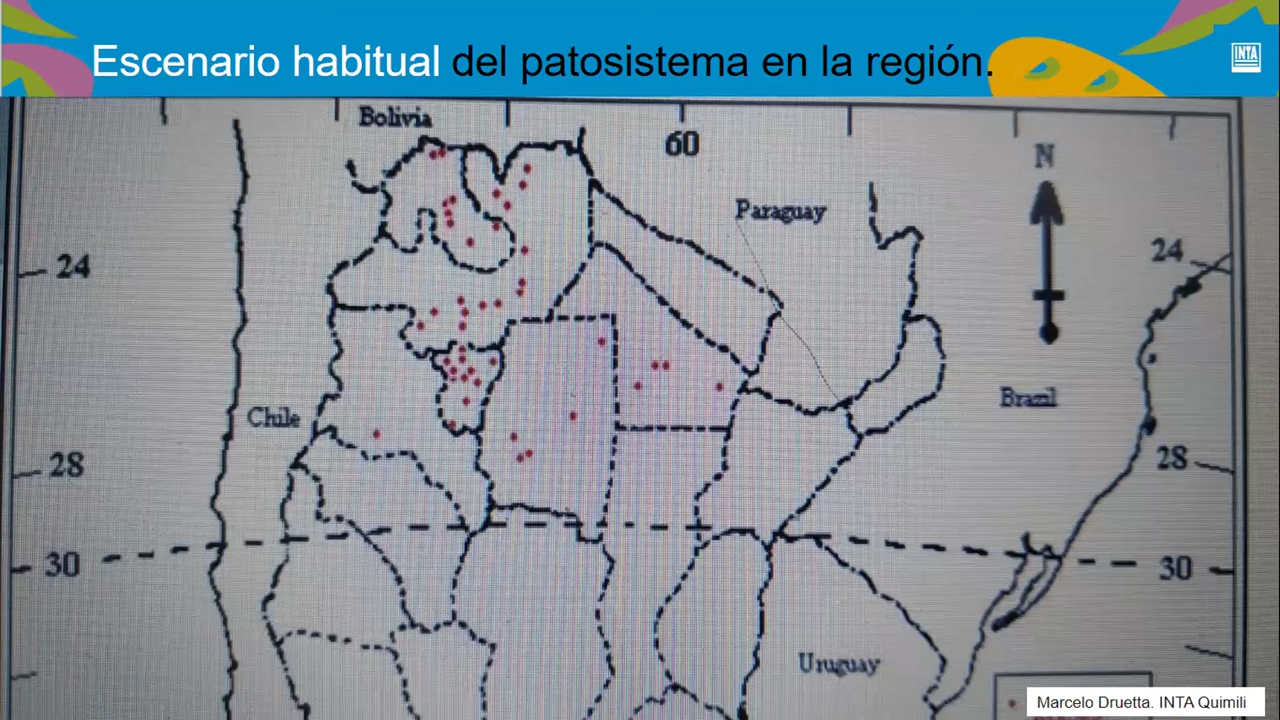 Escenario habitual del patosistema en la región.
INTA
Bolivia
60
N
Paraguay
24
24
Chile
Brazil
28
28
30
30
Uruguay
Marcelo Druetta. INTA Quimili